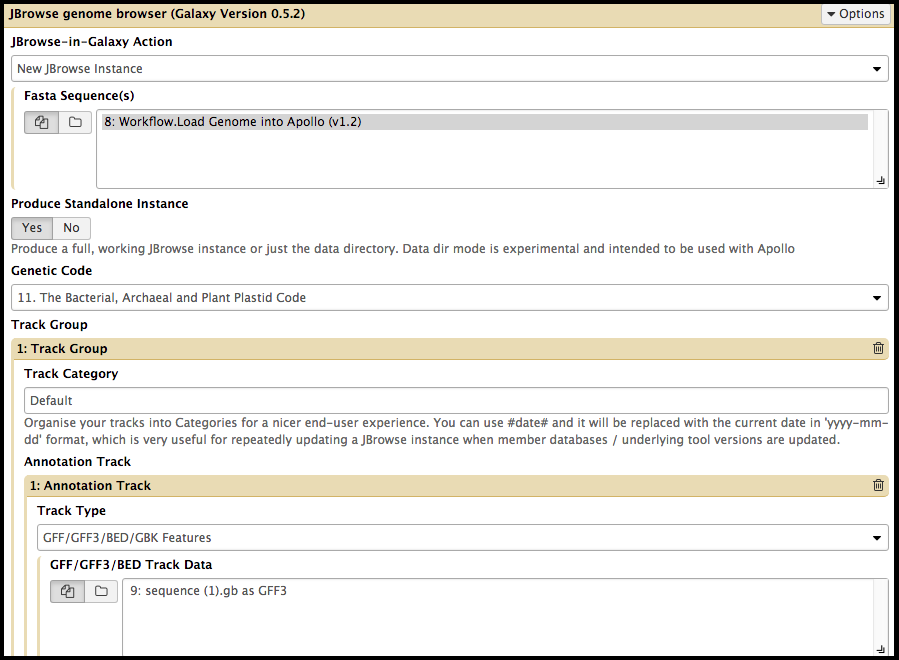 JBrowse genome browser (Galaxy Version 0.5.2)
Options
JBrowse-in-Galaxy Action
New JBrowse Instance
Fasta Sequence(s)
8: Workflow.Load Genome into Apollo (v1.2)
Produce Standalone Instance
Yes No
Produce a full, working JBrowse instance or just the data directory. Data dir mode is experimental and intended to be used with Apollo
Genetic Code
11. The Bacterial, Archaeal and Plant Plastid Code
Track Group
1: Track Group
Track Category
Default
Organise your tracks into Categories for a nicer end-user experience. You can use #date# and it will be replaced with the current date in 'yyyy-mm-
dd' format, which is very useful for repeatedly updating a JBrowse instance when member databases / underlying tool versions are updated.
Annotation Track
1: Annotation Track
Track Type
GFF/GFF3/BED/GBK Features
GFF/GFF3/BED Track Data
9: sequence (1).gb as GFF3